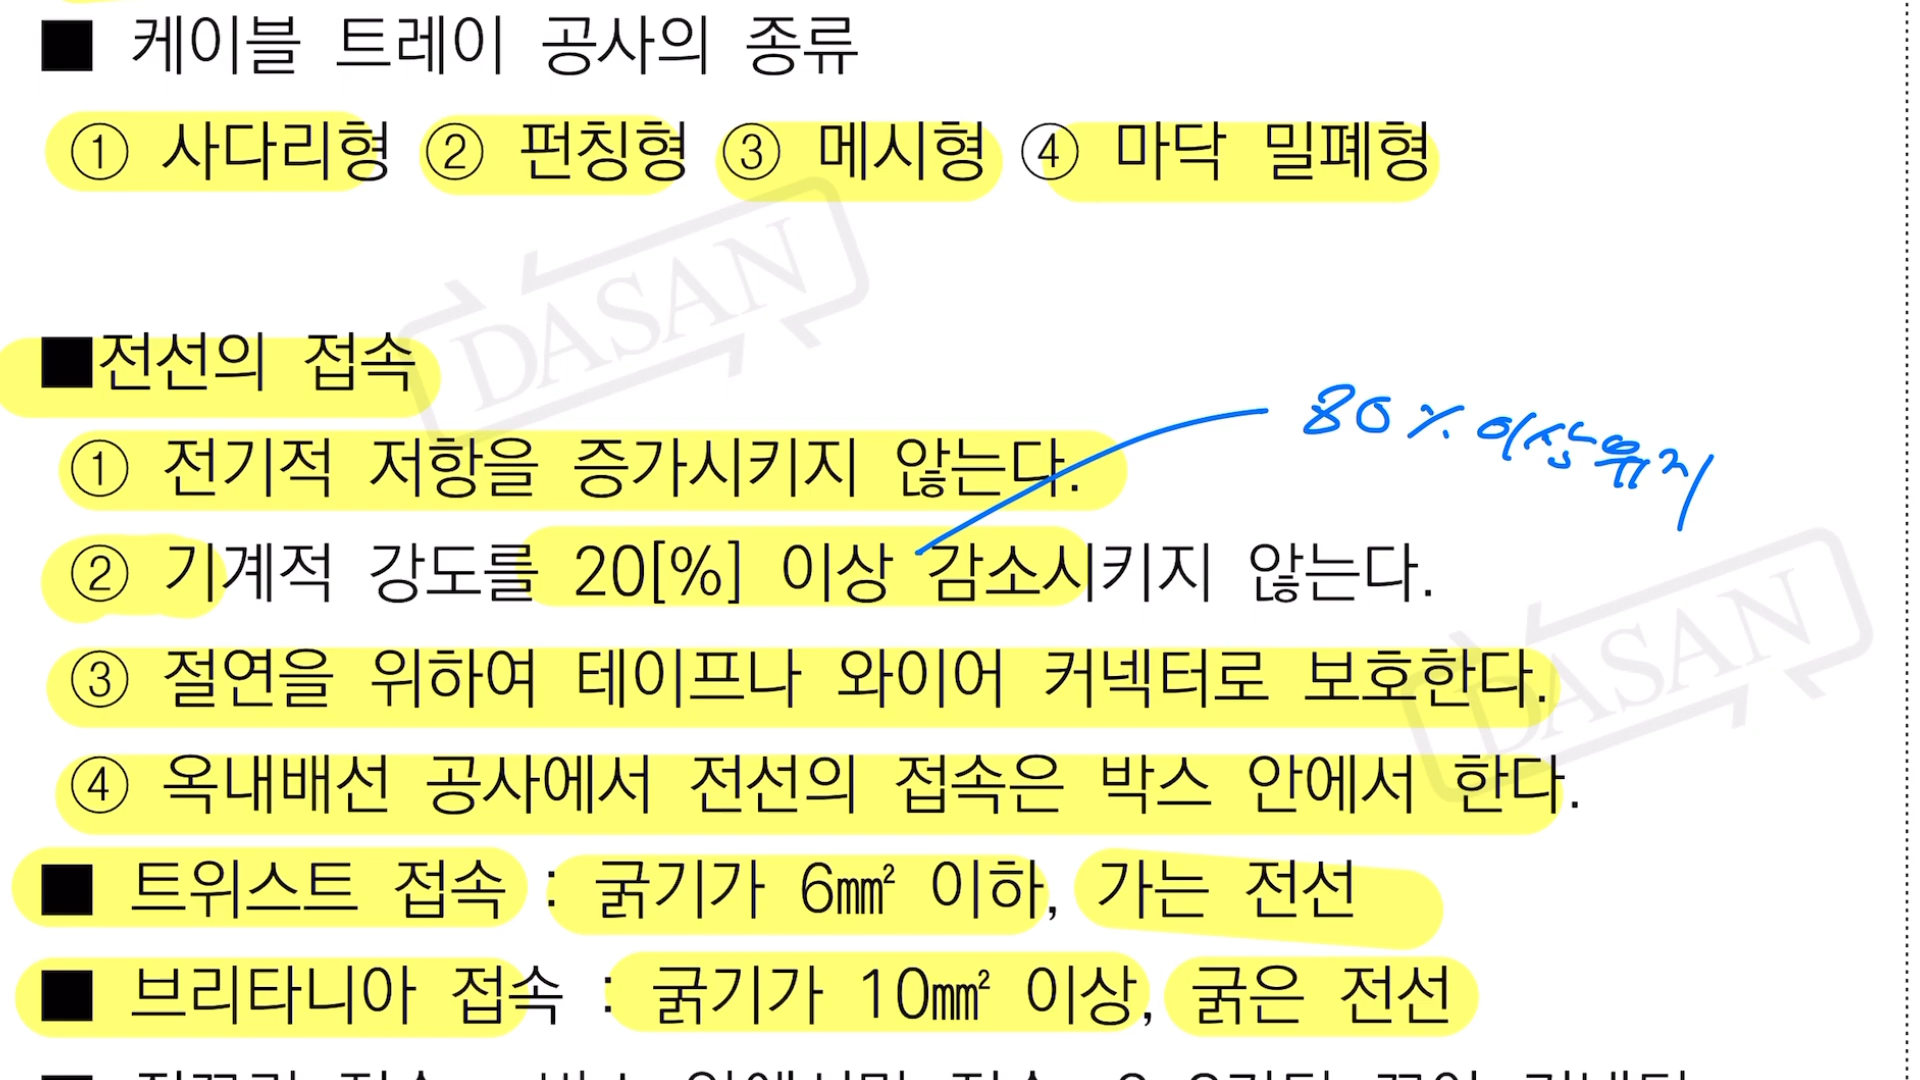 ■ 케이블 트레이 공사의 종류
① 사다리형 ② 펀칭형 ③ 메시형 ④ 바닥 밀폐형
DASAN
■전선의 접속
80% 이상 유지
① 전기적 저항을 증가시키지 않는다.
② 기계적 강도를 20[%] 이상 감소시키지 않는다.
③ 절연을 위하여 테이프나 와이어 커넥터로 보호한다.
DASAN
④ 옥내배선 공사에서 전선의 접속은 박스 안에서 한다.
■ 트위스트 접속 : 굵기가 6㎟ 이하, 가는 전선
■ 브리타니아 접속 : 굵기가 10㎟ 이상, 굵은 전선